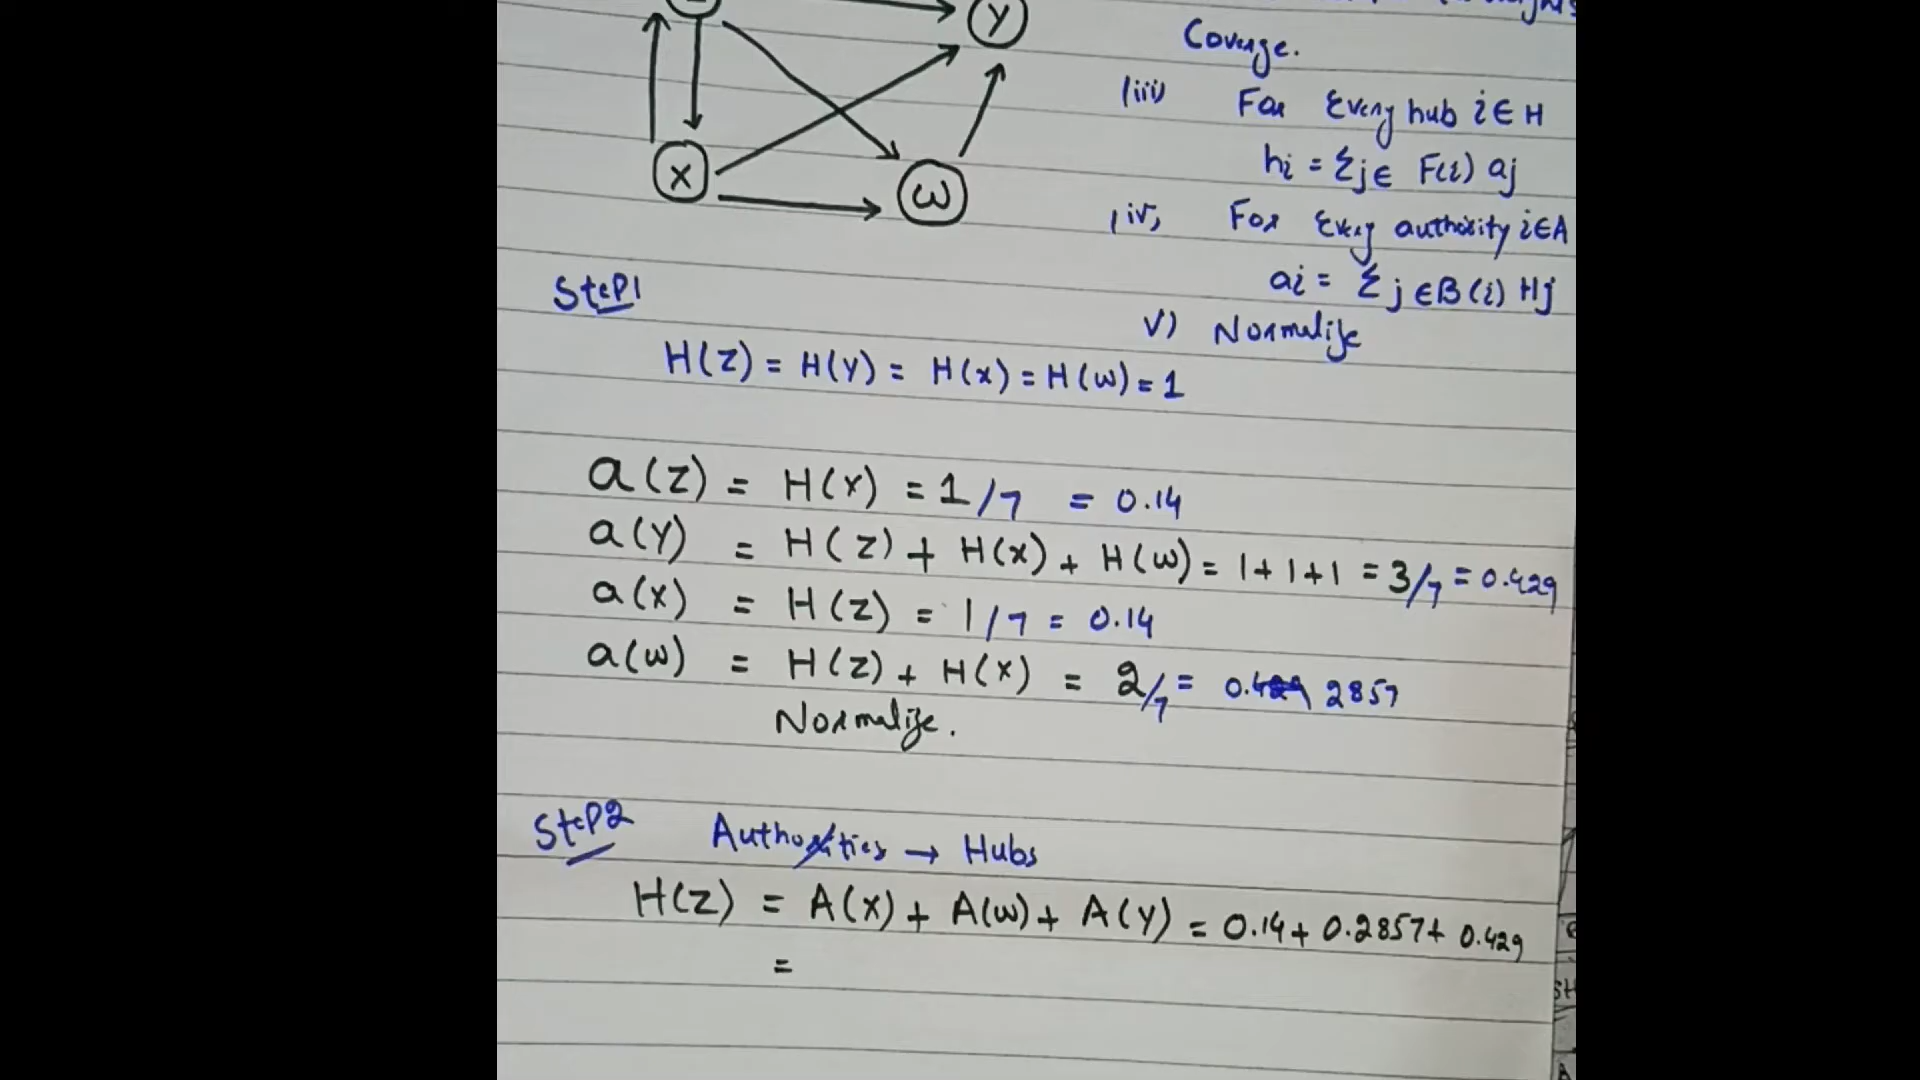 Y
Coverge.
(iii) For Every hub i∈H
X
hi = Σj∈ F(i) aj
W
(iv) For Every authority i∈A
ai = Σj∈B(i) Hj
Step1
v) Normalize
H(Z) = H(Y) = H(X) = H(W) = 1
a(Z) = H(X) = 1/7 = 0.14
a(Y) = H(Z) + H(X) + H(W) = 1+1+1 = 3/7 = 0.429
a(X) = H(Z) = 1/7 = 0.14
a(W) = H(Z) + H(X) = 2/7 = 0. 2857
Normalize.
Step2 Authorities → Hubs
H(Z) = A(X) + A(W) + A(Y) = 0.14 + 0.2857 + 0.429
=